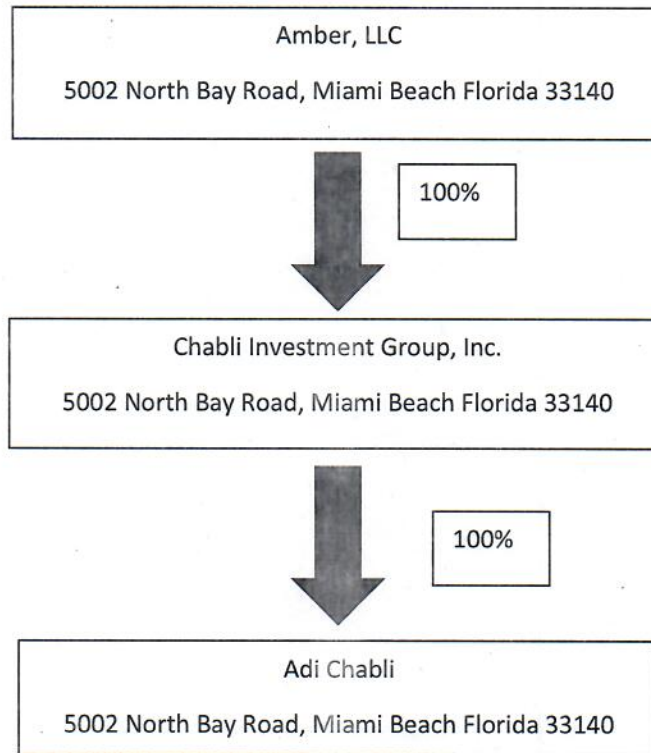 Amber, LLC
5002 North Bay Road, Miami Beach Florida 33140
100%
Chabli Investment Group, Inc.
5002 North Bay Road, Miami Beach Florida 33140
100%
Adi Chabli
5002 North Bay Road, Miami Beach Florida 33140